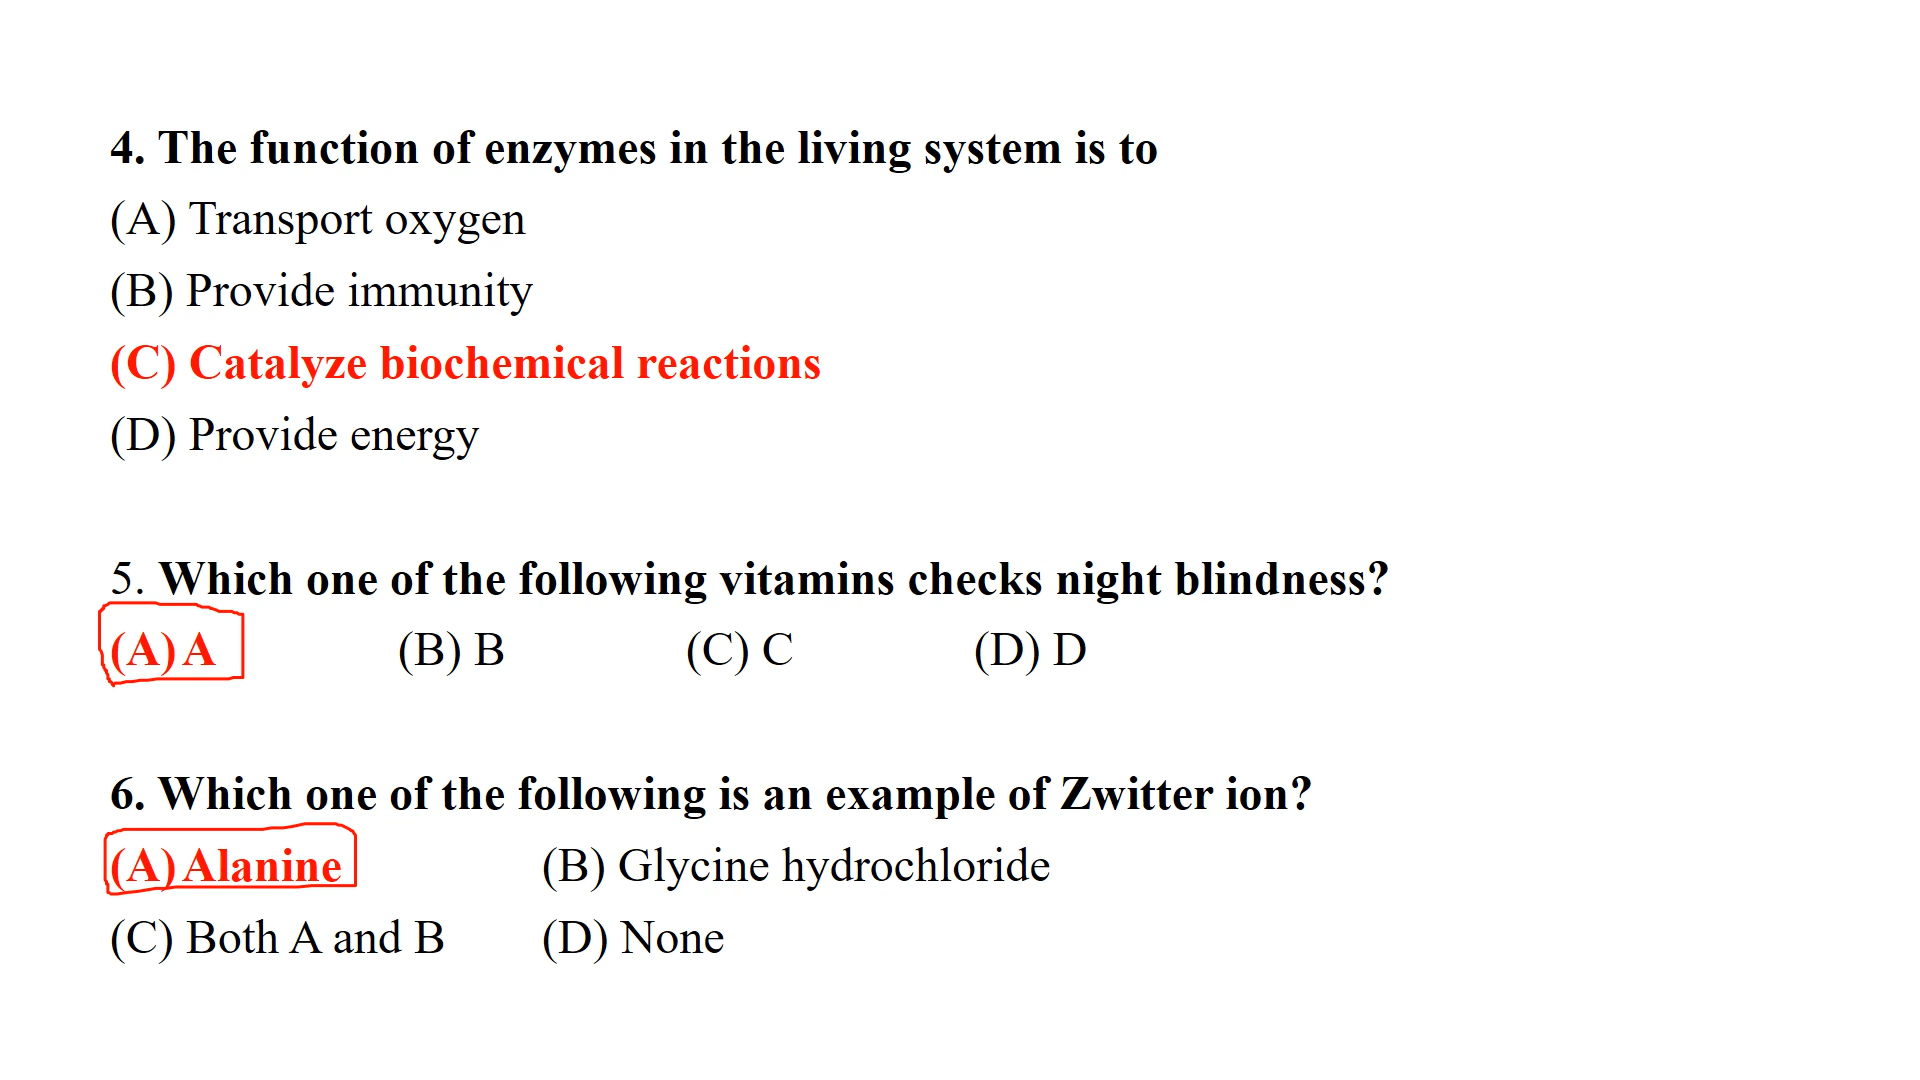 4. The function of enzymes in the living system is to
(A) Transport oxygen
(B) Provide immunity
(C) Catalyze biochemical reactions
(D) Provide energy
5. Which one of the following vitamins checks night blindness?
(A) A (B) B (C) C (D) D
6. Which one of the following is an example of Zwitter ion?
(A) Alanine (B) Glycine hydrochloride
(C) Both A and B (D) None